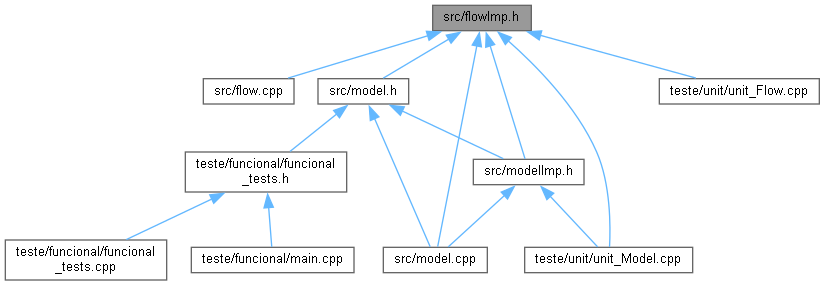 src/flowImp.h
src/flow.cpp
src/model.h
teste/unit/unit_Flow.cpp
teste/funcional/funcional
_tests.h
src/modelImp.h
teste/funcional/funcional
_tests.cpp
teste/funcional/main.cpp
src/model.cpp
teste/unit/unit_Model.cpp